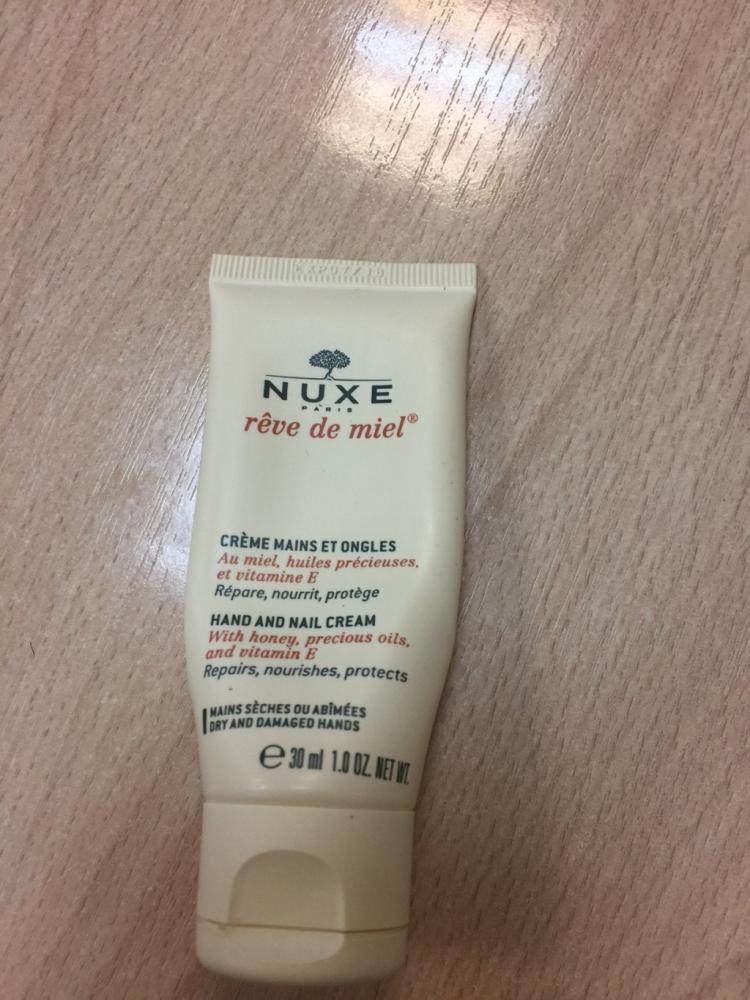 EXP07/19
NUXE
PARIS
rêve de miel®
CRÈME MAINS ET ONGLES
Au miel, huiles précieuses,
et vitamine E
Répare, nourrit, protège
HAND AND NAIL CREAM
With honey, precious oils,
and vitamin E
Repairs, nourishes, protects
MAINS SÈCHES OU ABÎMÉES
DRY AND DAMAGED HANDS
℮ 30 ml 1.0 OZ. NET WT.